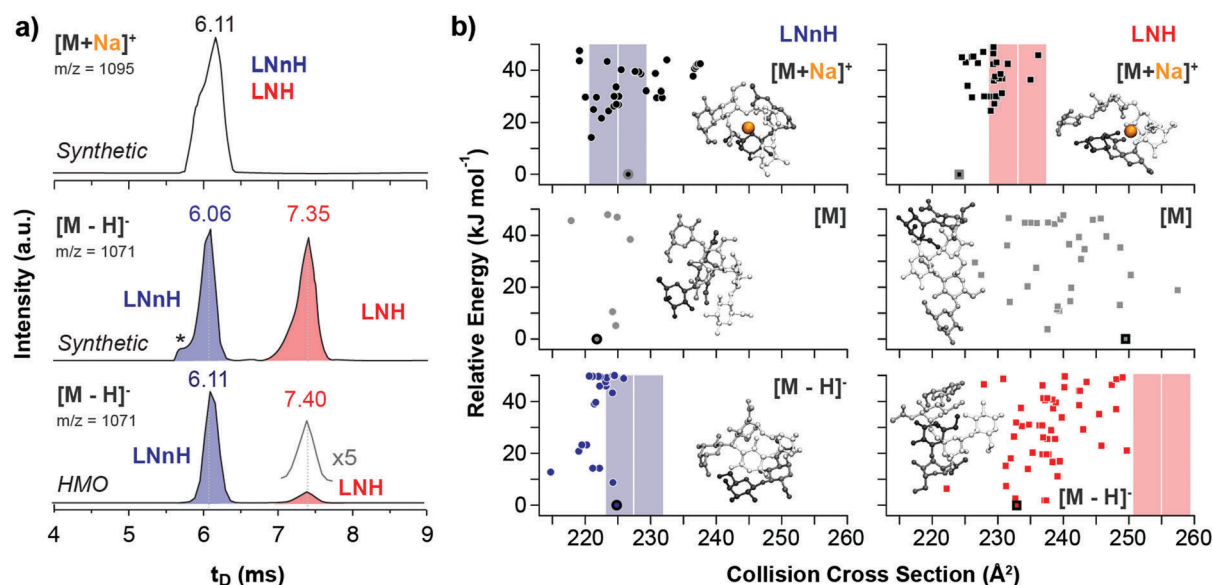 a)
6.11
[M+Na]⁺
m/z = 1095
LNnH
LNH
Synthetic
[M - H]⁻
m/z = 1071
6.06
7.35
LNnH
LNH
*
Synthetic
[M - H]⁻
m/z = 1071
6.11
7.40
LNnH
x5
LNH
HMO
Intensity (a.u.)
4 5 6 7 8 9
t_D (ms)
b)
LNnH
[M+Na]⁺
LNH
[M+Na]⁺
40
20
0
[M]
[M]
40
20
0
[M - H]⁻
[M - H]⁻
40
20
0
Relative Energy (kJ mol⁻¹)
220 230 240 250 260
220 230 240 250 260
Collision Cross Section (Å²)